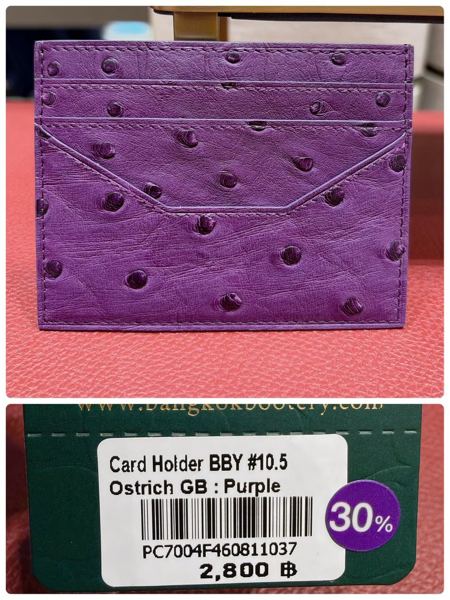 www.bangkokbootery.com
Card Holder BBY #10.5
Ostrich GB : Purple
30%
PC7004F460811037
2,800 ฿